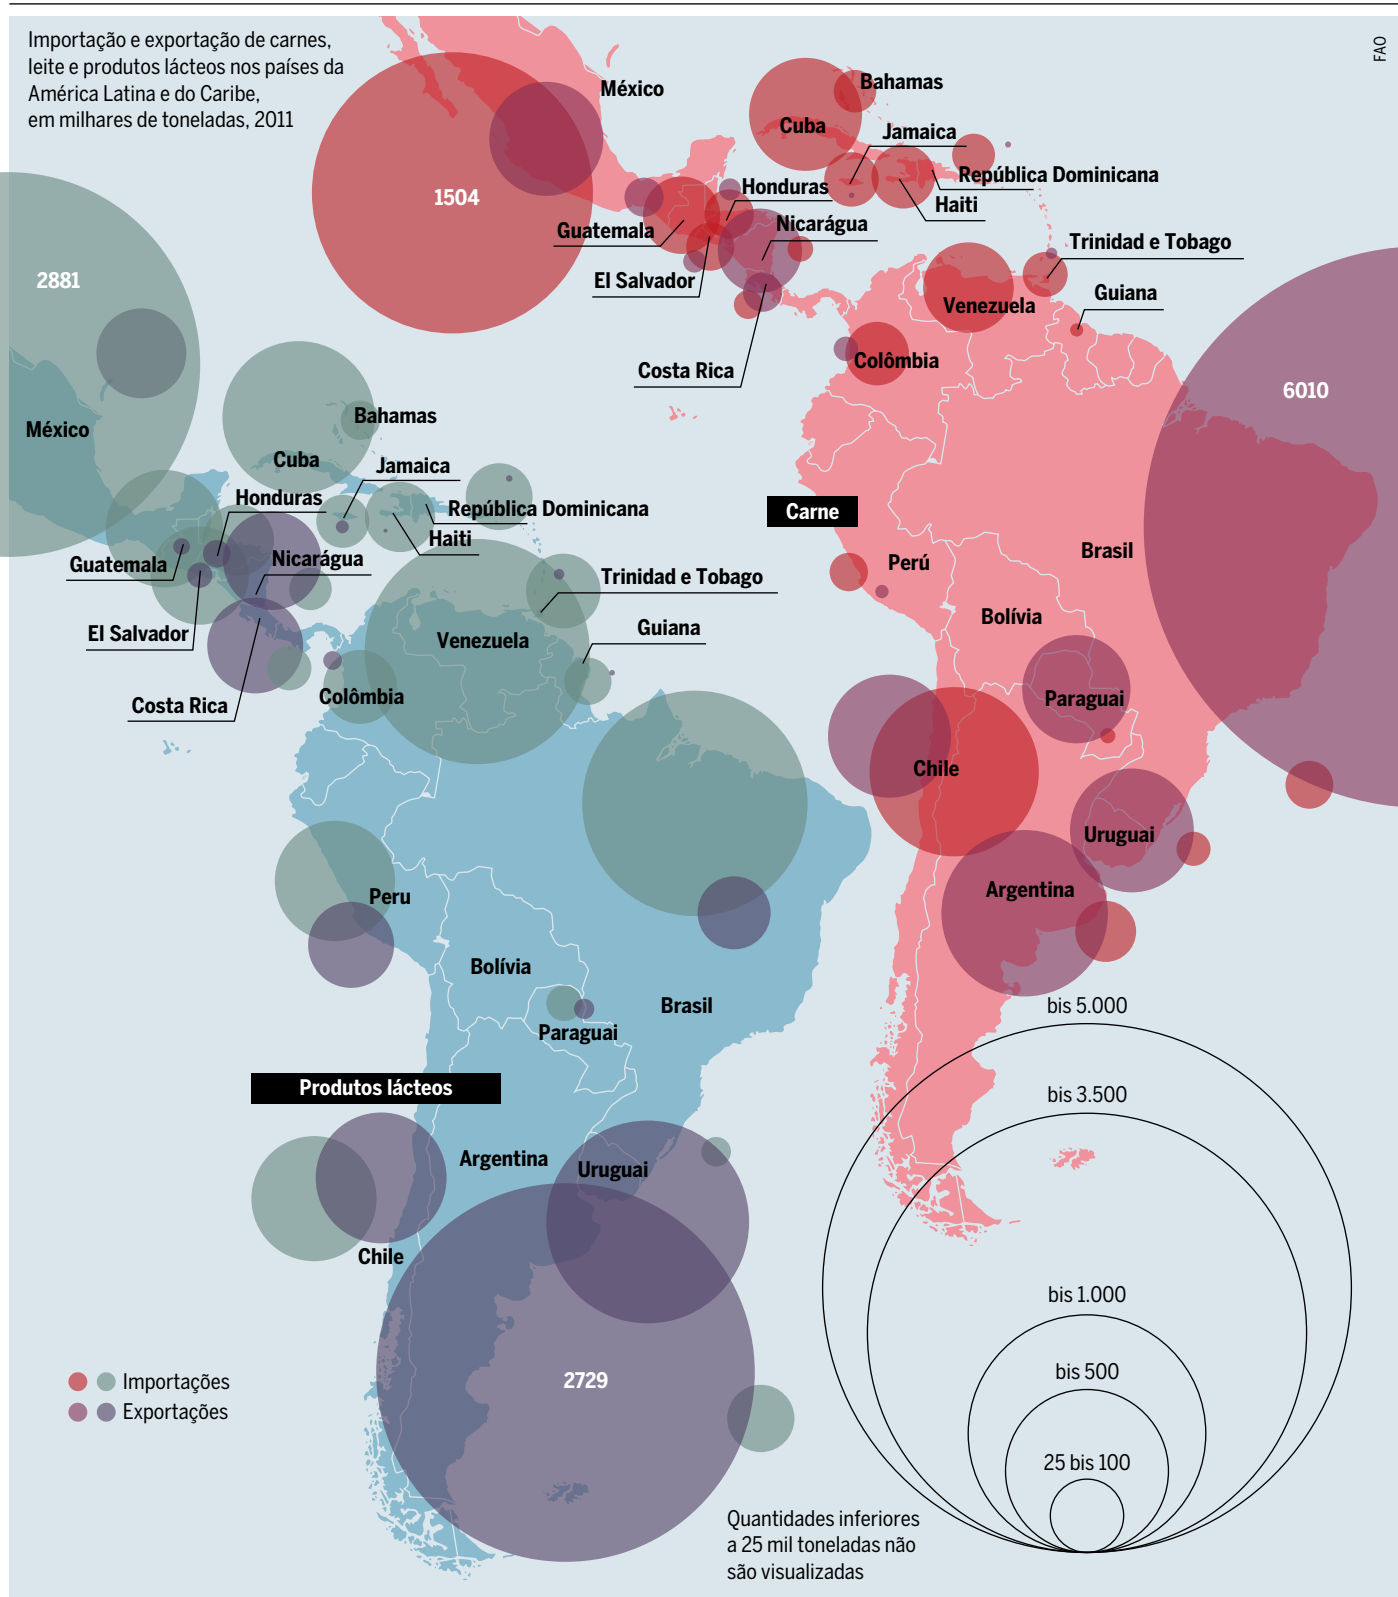 Importação e exportação de carnes,
leite e produtos lácteos nos países da
América Latina e do Caribe,
em milhares de toneladas, 2011
FAO
México
Bahamas
Cuba
Jamaica
República Dominicana
Haiti
1504
Honduras
Guatemala
Nicarágua
El Salvador
Trinidad e Tobago
Venezuela
Guiana
Costa Rica
Colômbia
6010
Carne
Brasil
Perú
Bolívia
Paraguai
Chile
Uruguai
Argentina
2881
México
Bahamas
Cuba
Jamaica
Honduras
República Dominicana
Haiti
Guatemala
Nicarágua
Trinidad e Tobago
El Salvador
Venezuela
Guiana
Costa Rica
Colômbia
Peru
Bolívia
Brasil
Paraguai
Produtos lácteos
Argentina
Uruguai
Chile
2729
Importações
Exportações
bis 5.000
bis 3.500
bis 1.000
bis 500
25 bis 100
Quantidades inferiores
a 25 mil toneladas não
são visualizadas